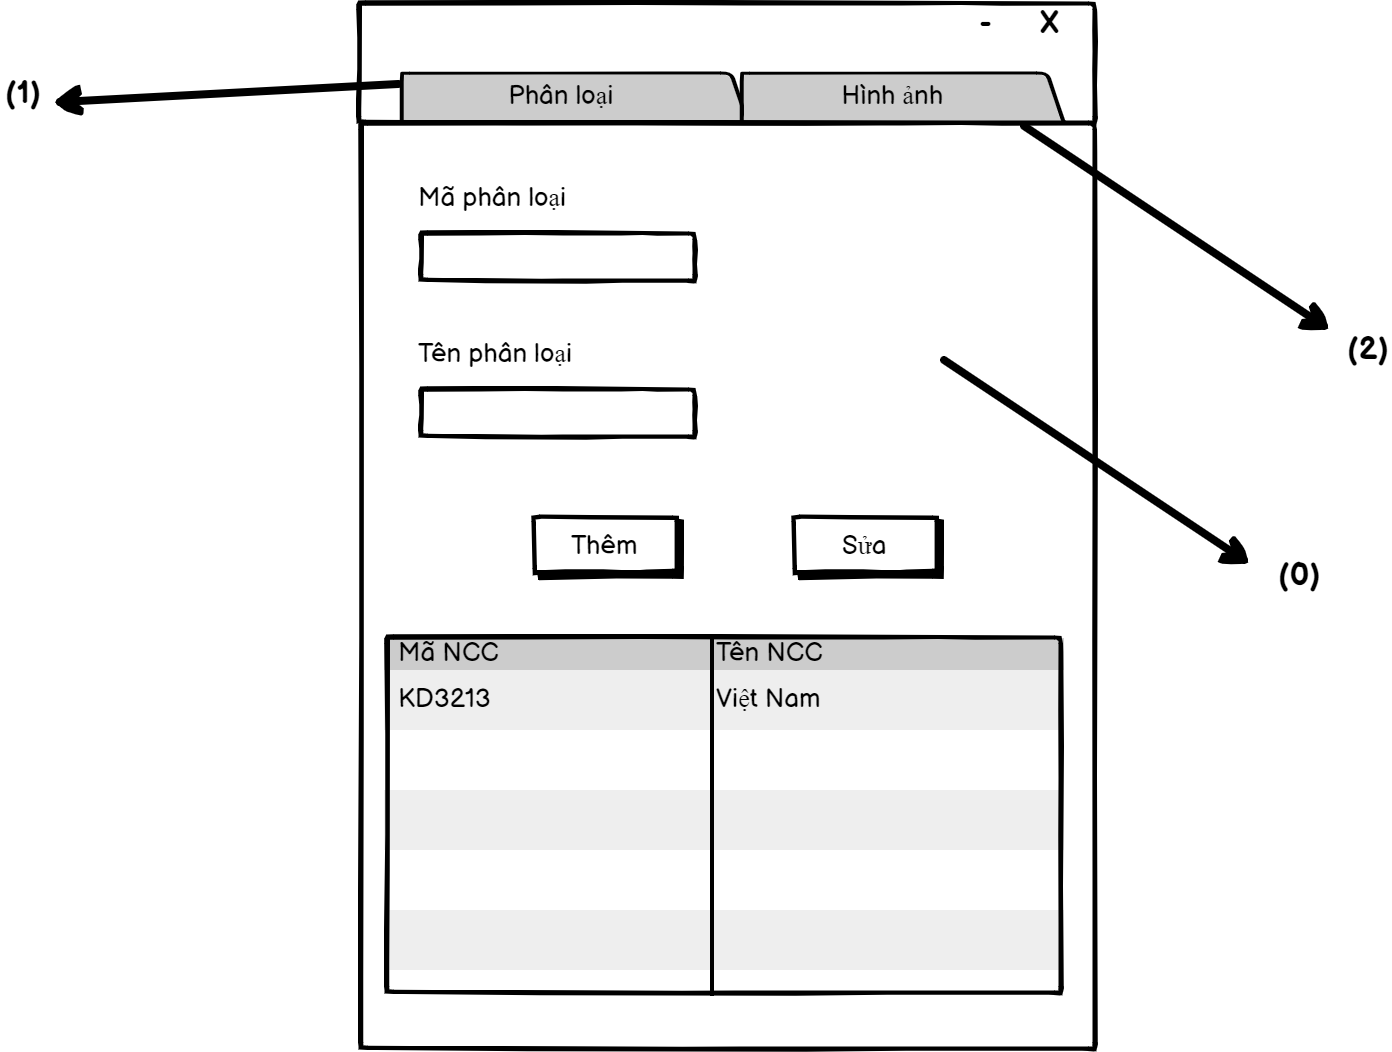 - X
(1)
Phân loại Hình ảnh
Mã phân loại
(2)
Tên phân loại
Thêm Sửa
(0)
Mã NCC Tên NCC
KD3213 Việt Nam